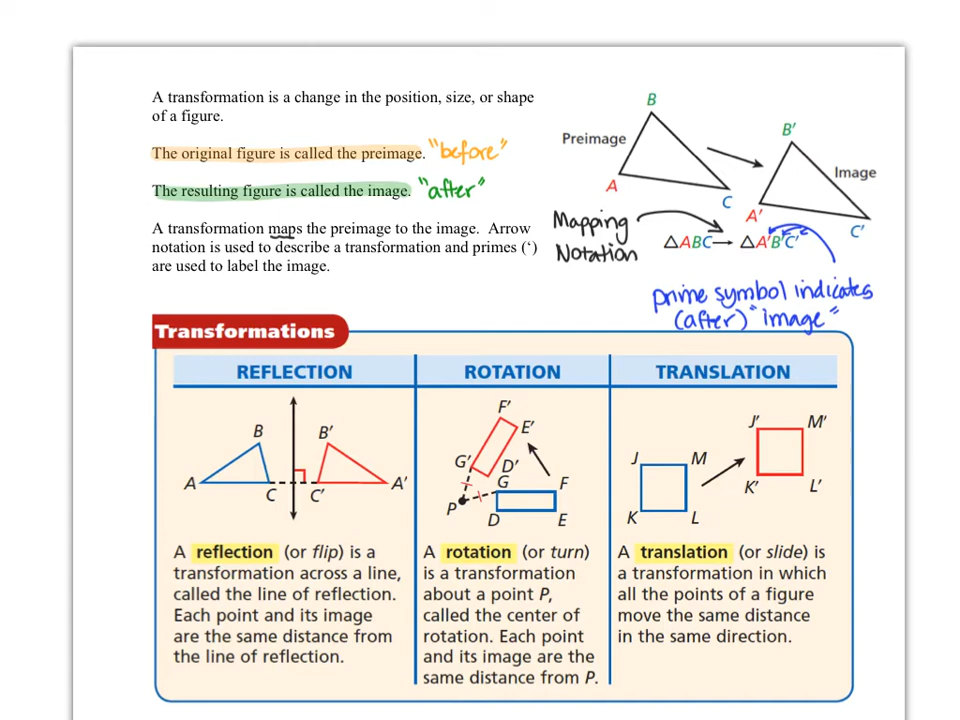 A transformation is a change in the position, size, or shape
of a figure.
The original figure is called the preimage. "before"
The resulting figure is called the image. "after"
A transformation maps the preimage to the image. Arrow
notation is used to describe a transformation and primes (‘)
are used to label the image.
B
Preimage
A
C
B'
Image
A'
C'
Mapping
Notation
△ABC→ △A'B'C'
prime symbol indicates
(after) "image"
Transformations
REFLECTION
B
B'
A
C
C'
A'
A reflection (or flip) is a
transformation across a line,
called the line of reflection.
Each point and its image
are the same distance from
the line of reflection.
ROTATION
F'
E'
G'
D'
G
F
P
D
E
A rotation (or turn)
is a transformation
about a point P,
called the center of
rotation. Each point
and its image are the
same distance from P.
TRANSLATION
J'
M'
J
M
K'
L'
K
L
A translation (or slide) is
a transformation in which
all the points of a figure
move the same distance
in the same direction.